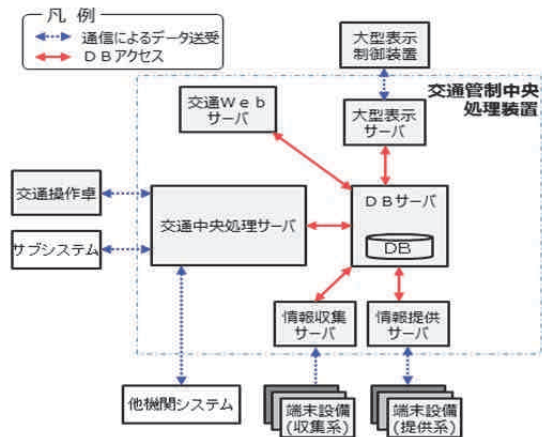 凡 例
通信によるデータ送受
ＤＢアクセス
大型表示
制御装置
交通管制中央
処理装置
交通Ｗｅｂ
サーバ
大型表示
サーバ
交通操作卓
サブシステム
交通中央処理サーバ
ＤＢサーバ
DB
情報収集
サーバ
情報提供
サーバ
他機関システム
端末設備
(収集系)
端末設備
(提供系)